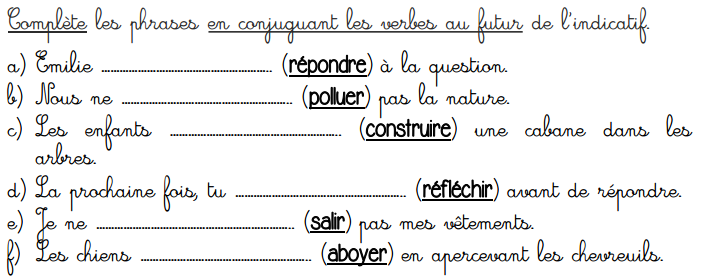 Complète les phrases en conjuguant les verbes au futur de l'indicatif.
a) Emilie ........................................................ (répondre) à la question.
b) Nous ne ........................................................ (polluer) pas la nature.
c) Les enfants ........................................................ (construire) une cabane dans les
arbres.
d) La prochaine fois, tu ........................................................ (réfléchir) avant de répondre.
e) Je ne ........................................................ (salir) pas mes vêtements.
f) Les chiens ........................................................ (aboyer) en apercevant les chevreuils.